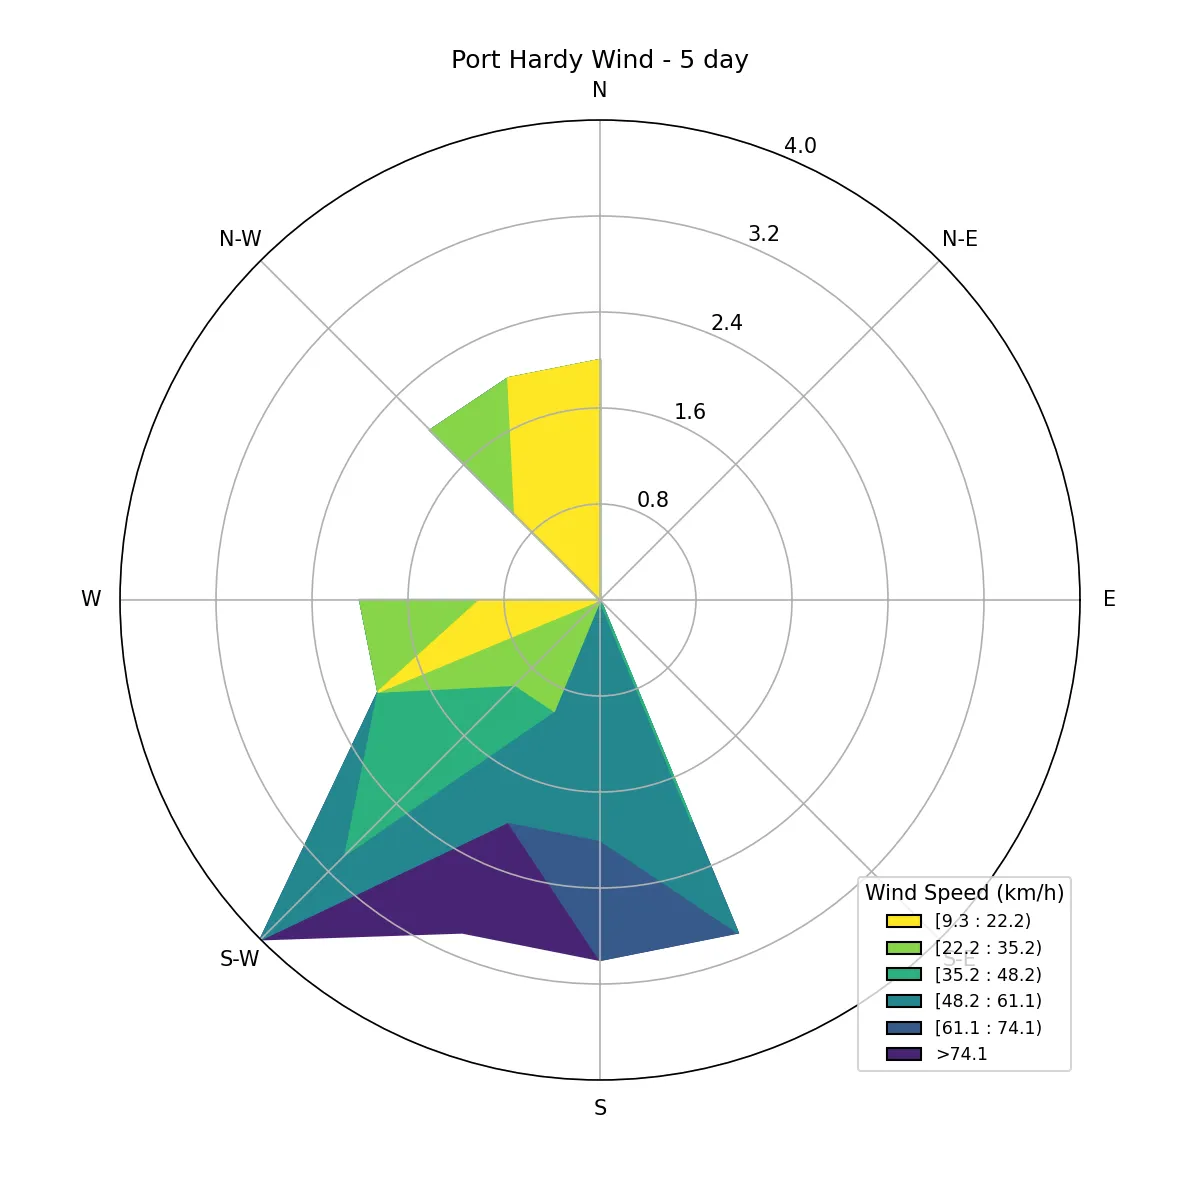 Port Hardy Wind - 5 day
N
4.0
3.2
N-W
N-E
2.4
1.6
0.8
W
E
Wind Speed (km/h)
[9.3 : 22.2)
[22.2 : 35.2)
S-W
S-E
[35.2 : 48.2)
[48.2 : 61.1)
[61.1 : 74.1)
>74.1
S